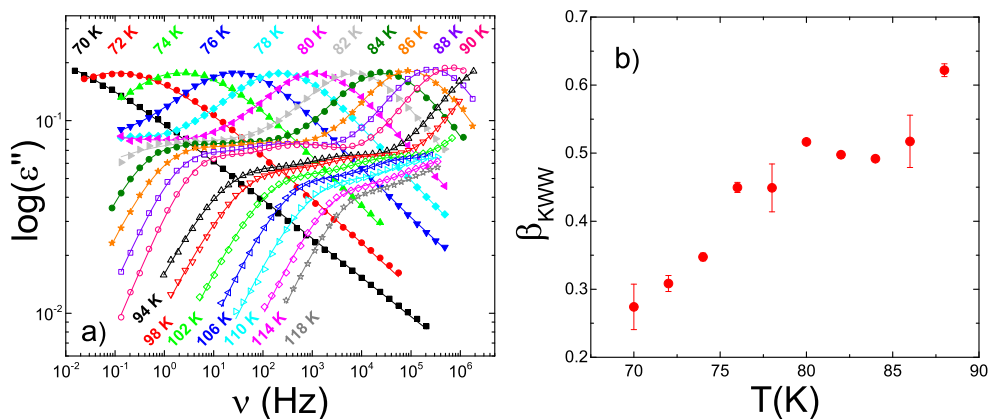 70 K 72 K 74 K 76 K 78 K 80 K 82 K 84 K 86 K 88 K 90 K
10⁻¹
10⁻²
log(ε'')
a)
94 K 98 K 102 K 106 K 110 K 114 K 118 K
10⁻² 10⁻¹ 10⁰ 10¹ 10² 10³ 10⁴ 10⁵ 10⁶
ν (Hz)
b)
0.7
0.6
0.5
0.4
0.3
0.2
β_KWW
70 75 80 85 90
T(K)